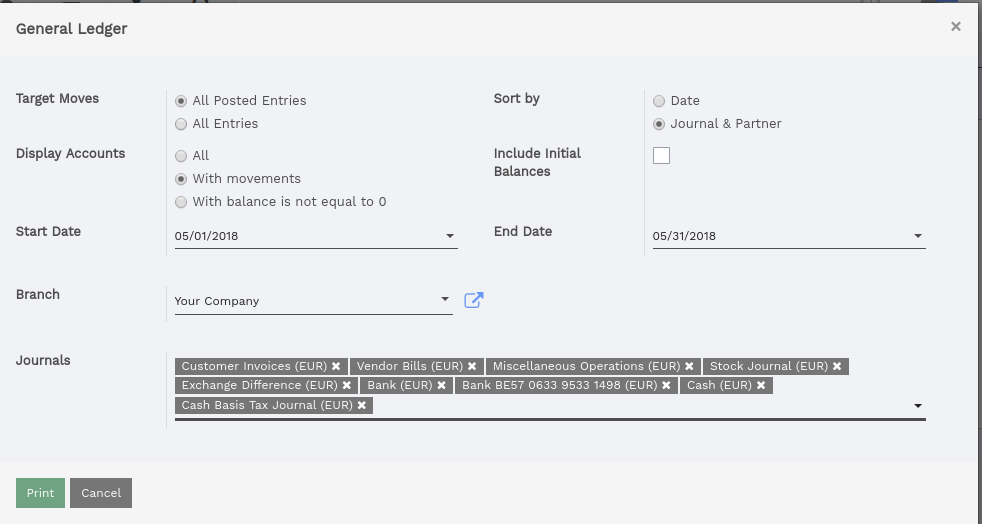 General Ledger ×
Target Moves All Posted Entries Sort by Date
All Entries Journal & Partner
Display Accounts All Include Initial Balances
With movements
With balance is not equal to 0
Start Date 05/01/2018 End Date 05/31/2018
Branch Your Company
Journals Customer Invoices (EUR) Vendor Bills (EUR) Miscellaneous Operations (EUR) Stock Journal (EUR)
Exchange Difference (EUR) Bank (EUR) Bank BE57 0633 9533 1498 (EUR) Cash (EUR)
Cash Basis Tax Journal (EUR)
Print Cancel